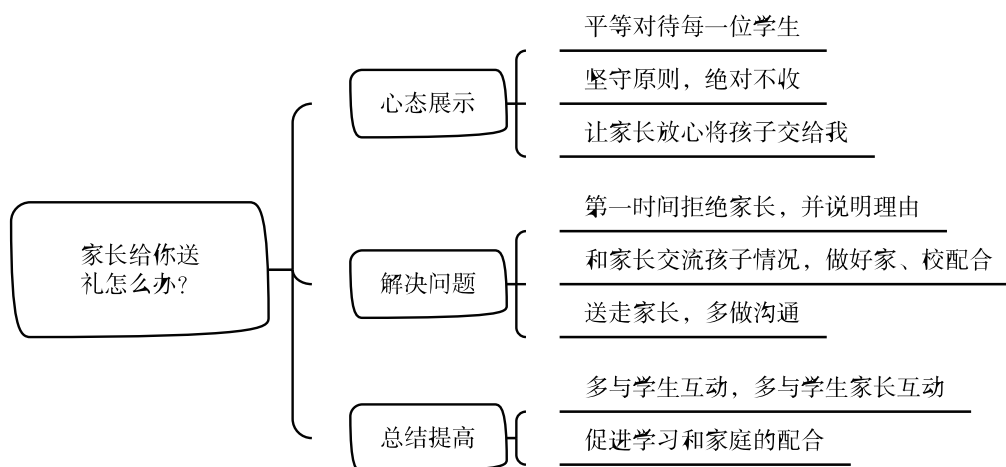 家长给你送
礼怎么办？
心态展示
平等对待每一位学生
坚守原则，绝对不收
让家长放心将孩子交给我
解决问题
第一时间拒绝家长，并说明理由
和家长交流孩子情况，做好家、校配合
送走家长，多做沟通
总结提高
多与学生互动，多与学生家长互动
促进学习和家庭的配合